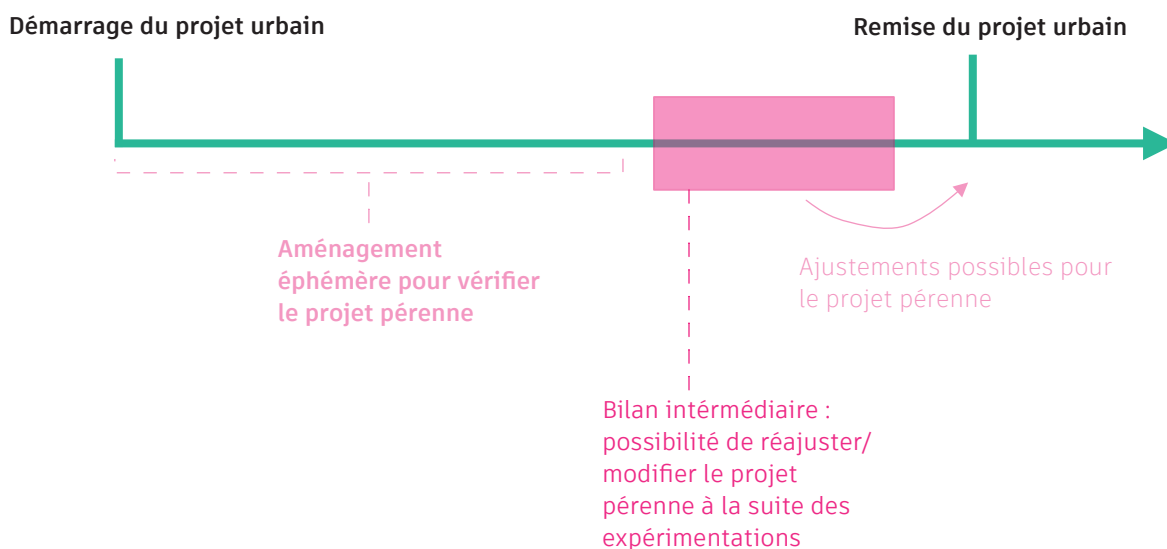 Démarrage du projet urbain
Remise du projet urbain
Aménagement
éphémère pour vérifier
le projet pérenne
Ajustements possibles pour
le projet pérenne
Bilan intérmédiaire :
possibilité de réajuster/
modifier le projet
pérenne à la suite des
expérimentations